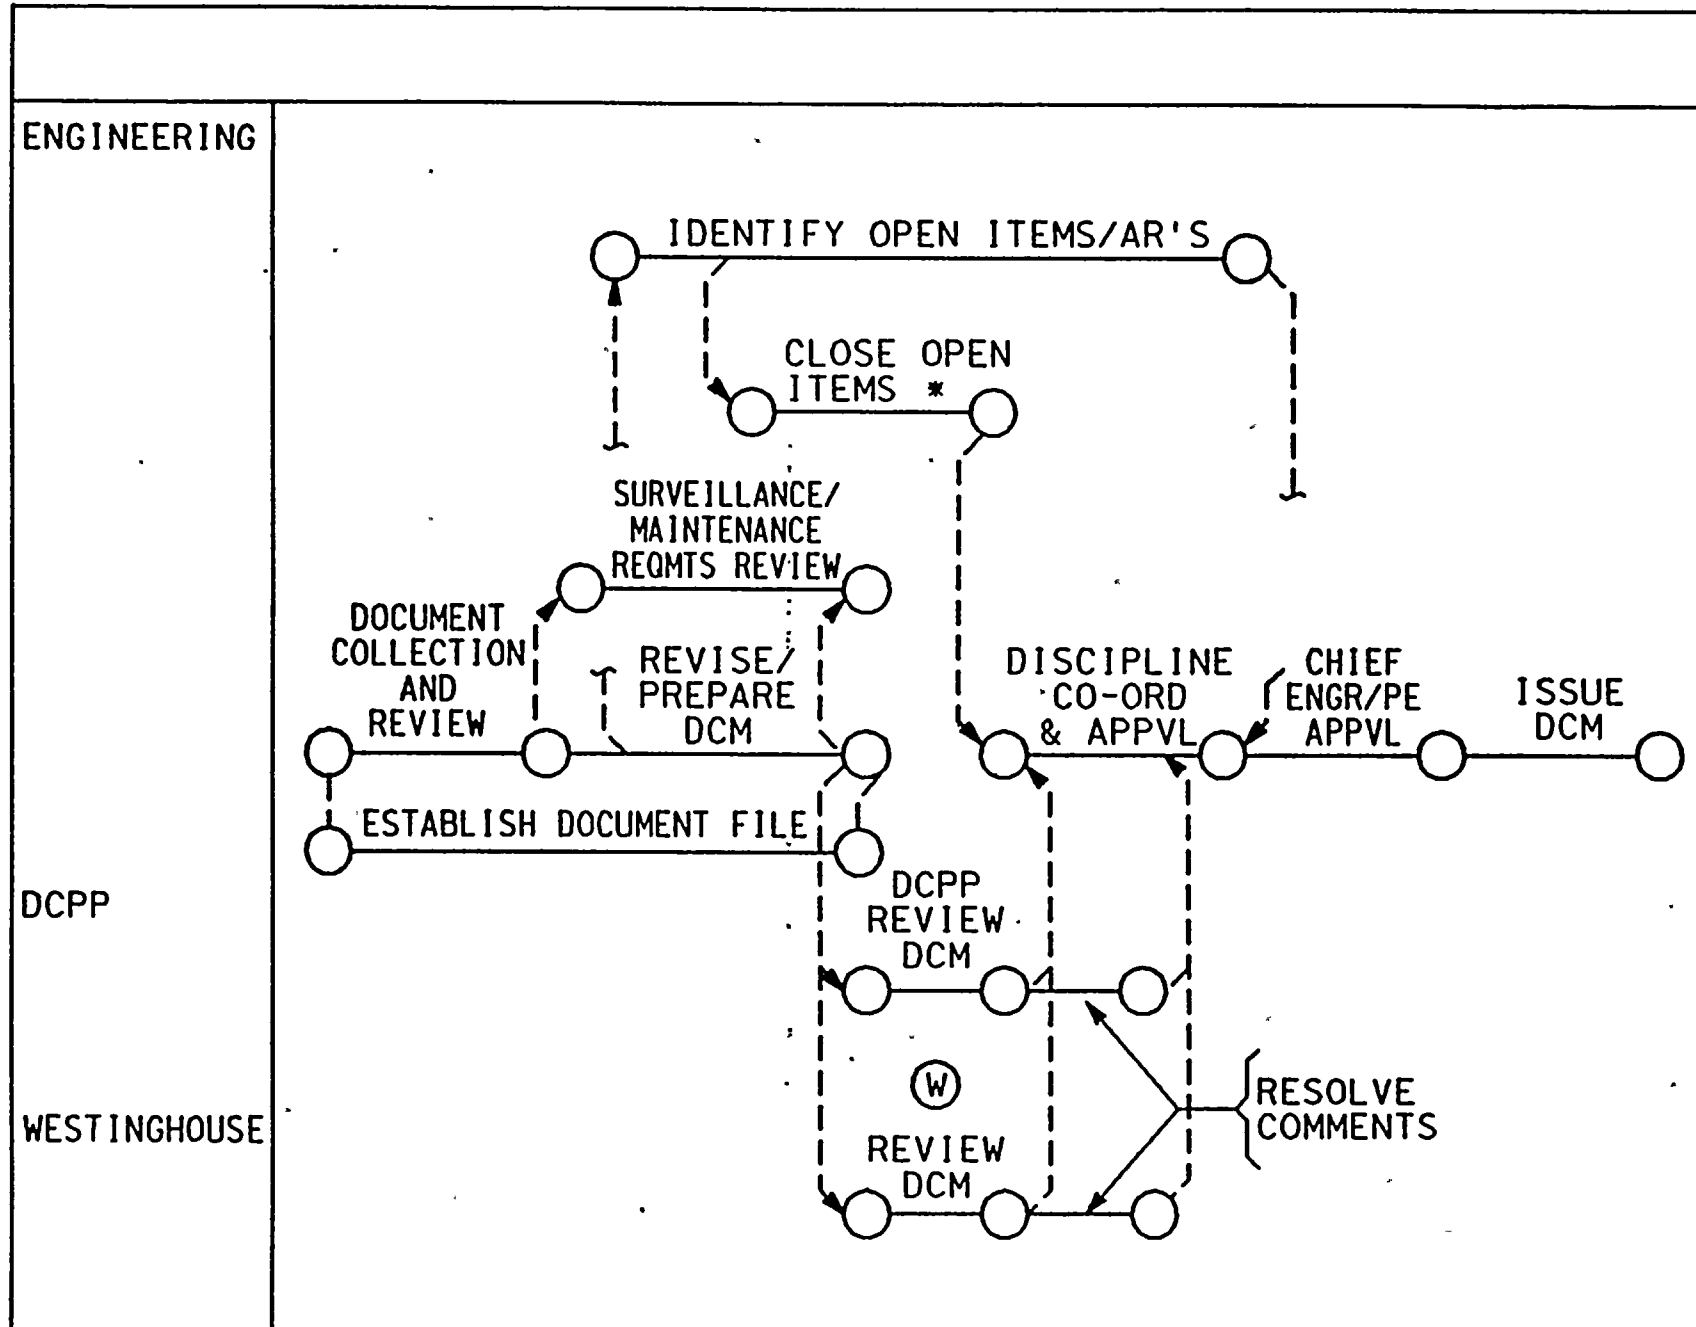 ENGINEERING
IDENTIFY OPEN ITEMS/AR'S
CLOSE OPEN
ITEMS *
SURVEILLANCE/
MAINTENANCE
REQMTS REVIEW
DOCUMENT
COLLECTION
AND
REVIEW
REVISE/
PREPARE
DCM
DISCIPLINE
CO-ORD
& APPVL
CHIEF
ENGR/PE
APPVL
ISSUE
DCM
ESTABLISH DOCUMENT FILE
DCPP
DCPP
REVIEW
DCM
W
WESTINGHOUSE
REVIEW
DCM
RESOLVE
COMMENTS